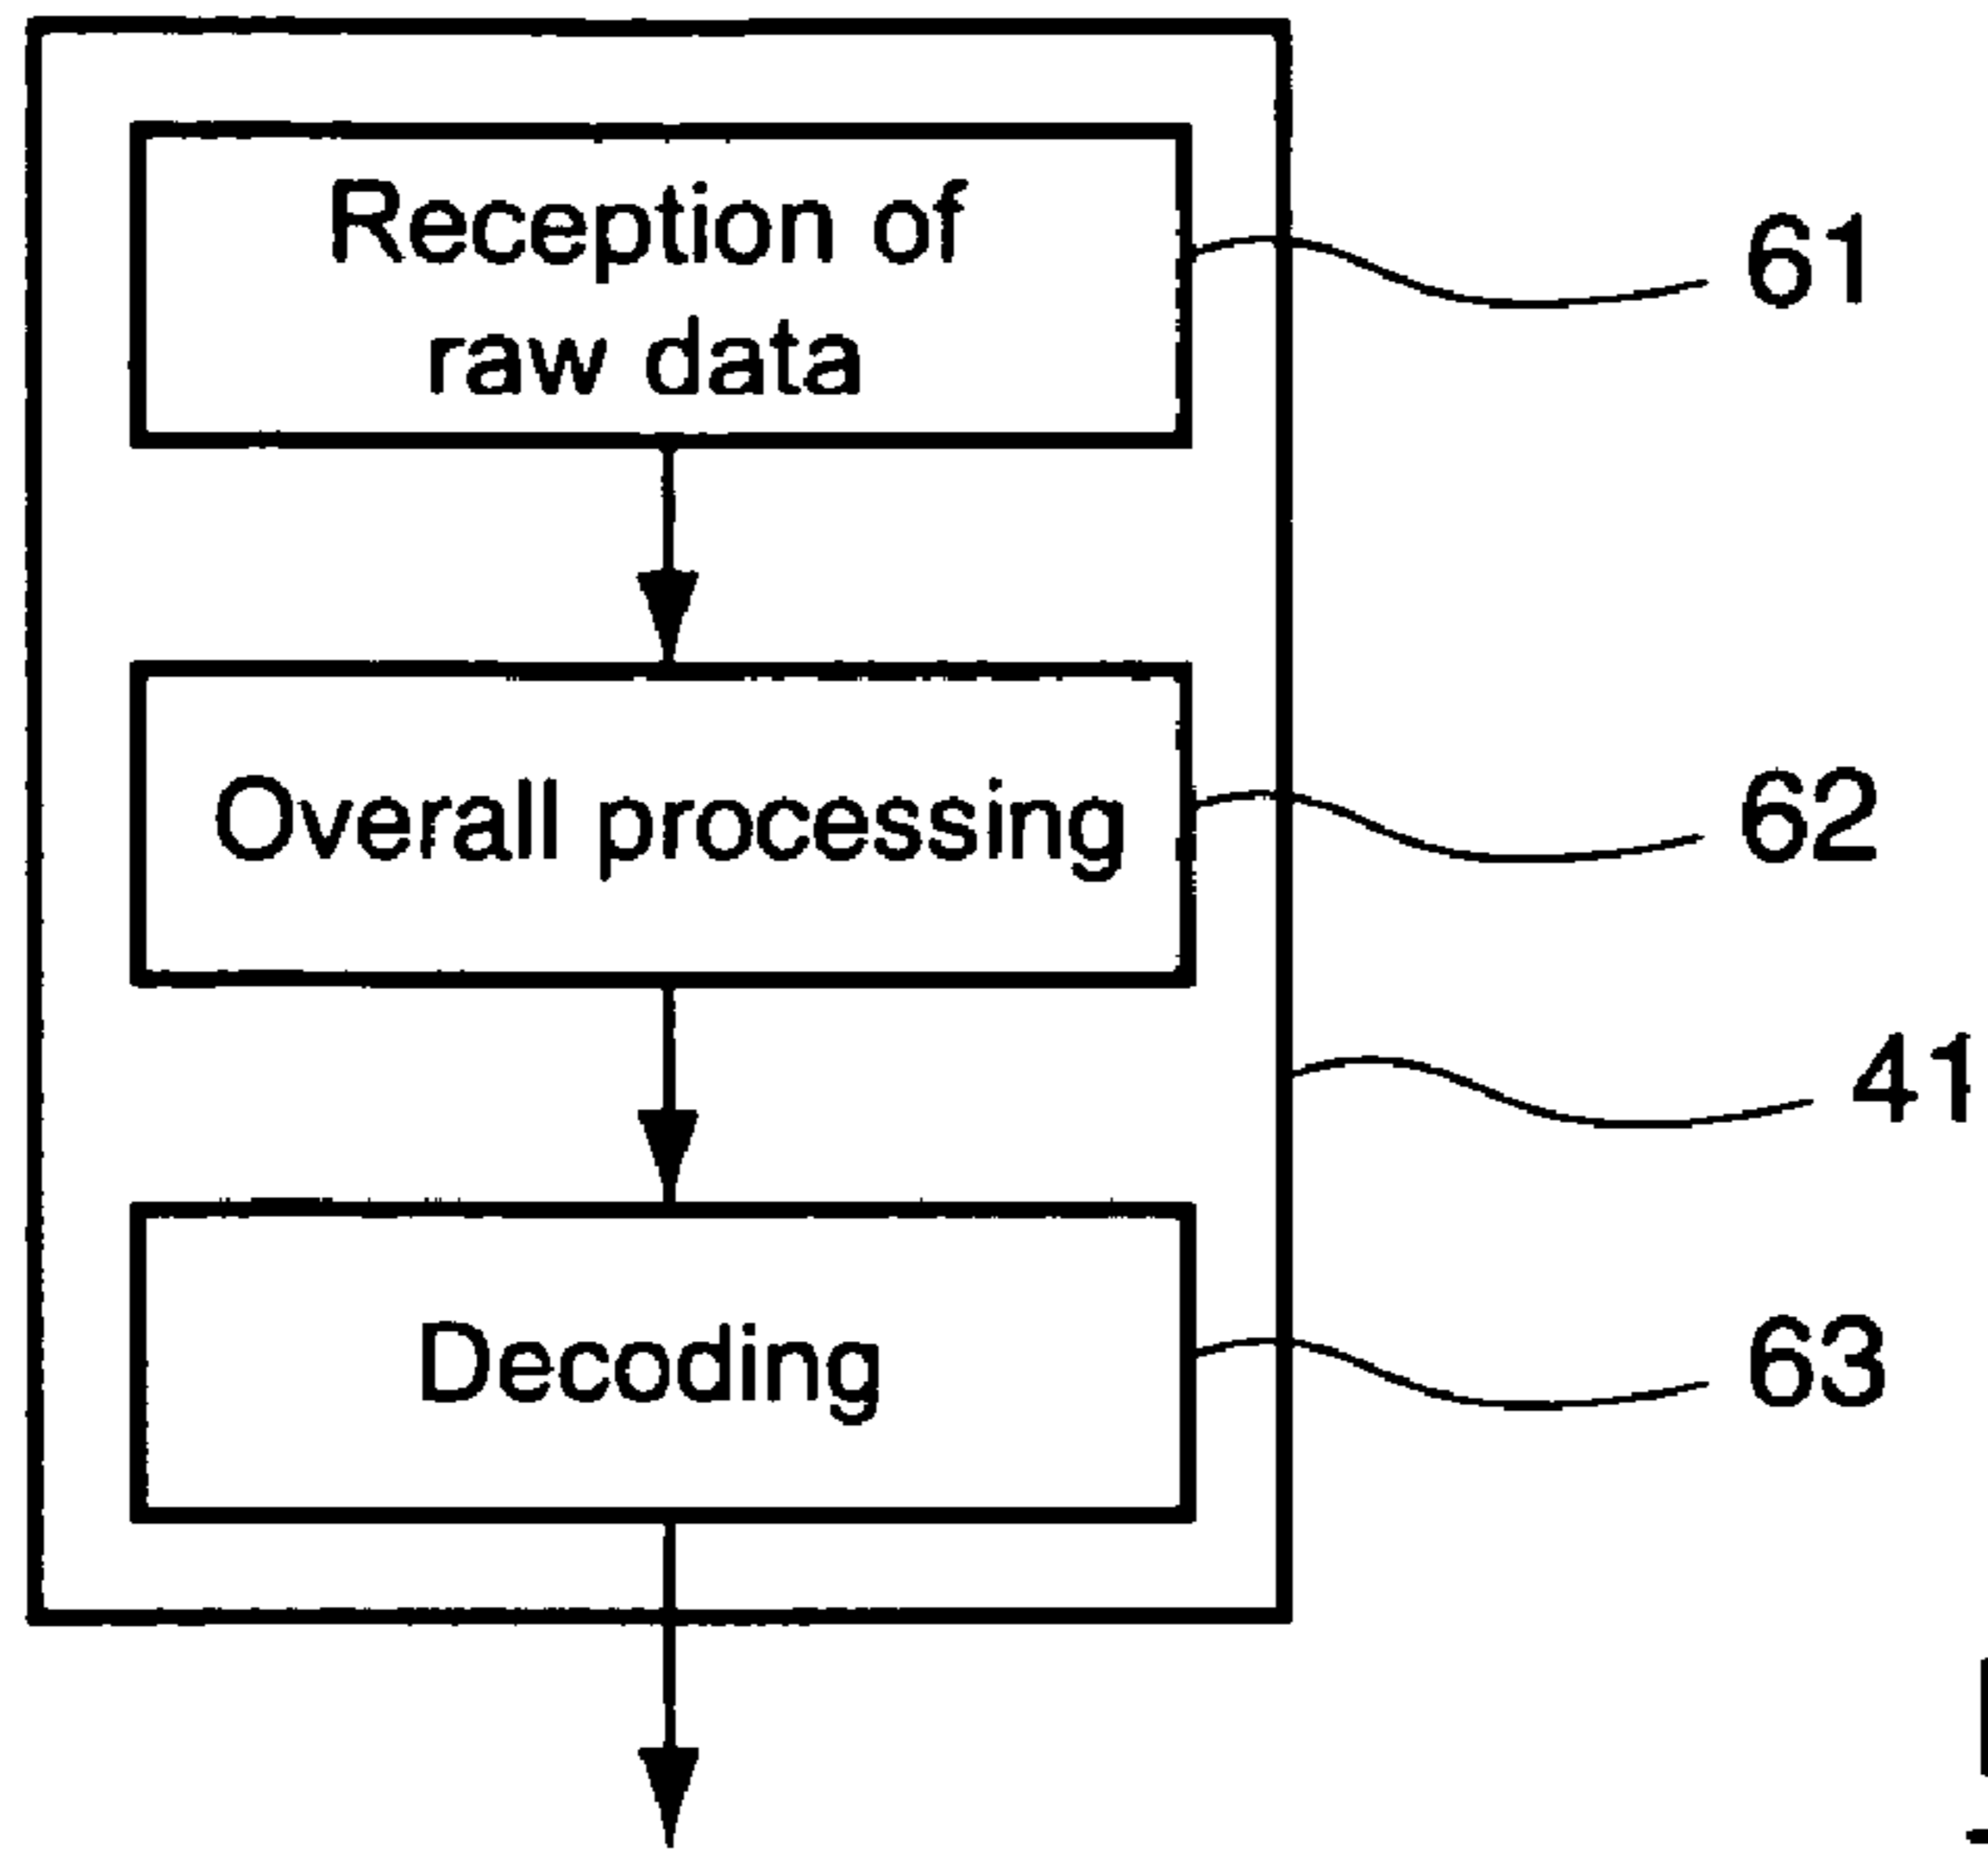 Reception of
raw data
61
Overall processing
62
41
Decoding
63